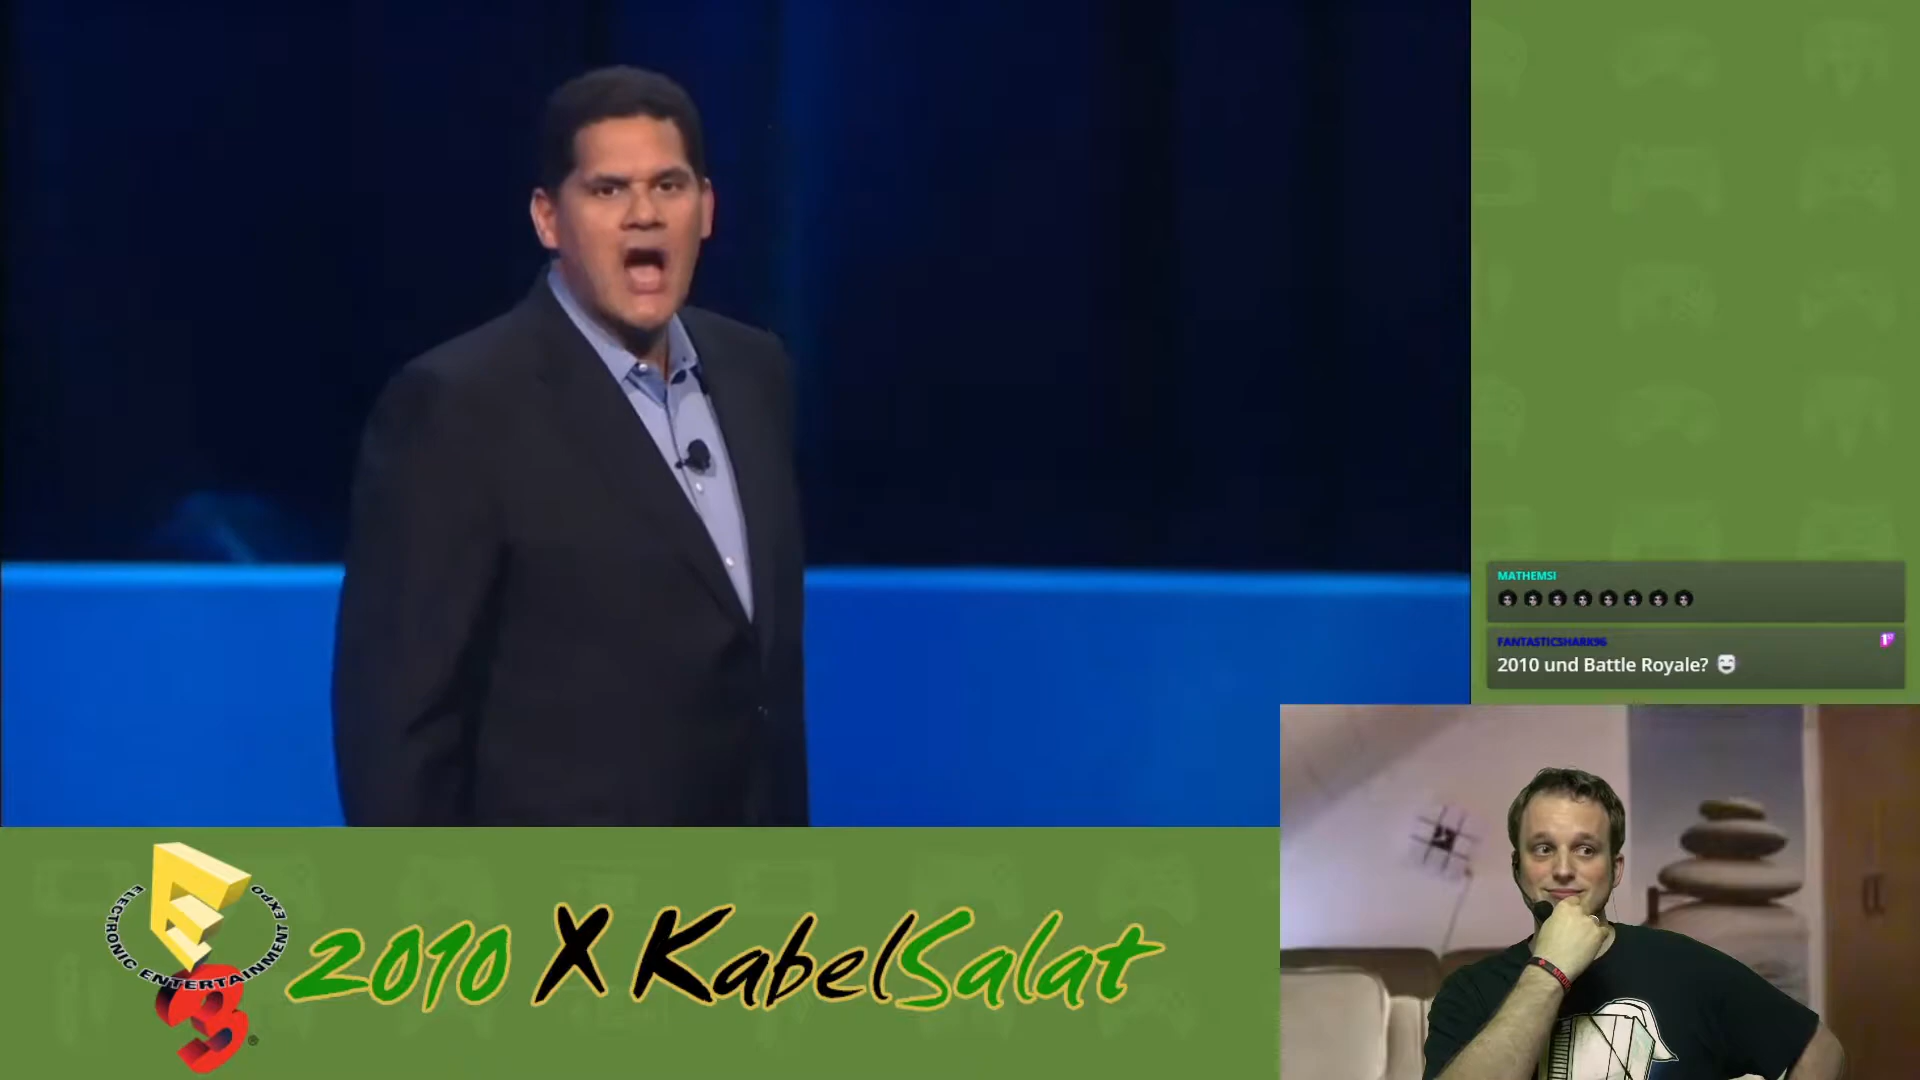 MATHEMSI
FANTASTICSHARK96
2010 und Battle Royale?
E3
ELECTRONIC ENTERTAINMENT EXPO
®
2010 X KabelSalat